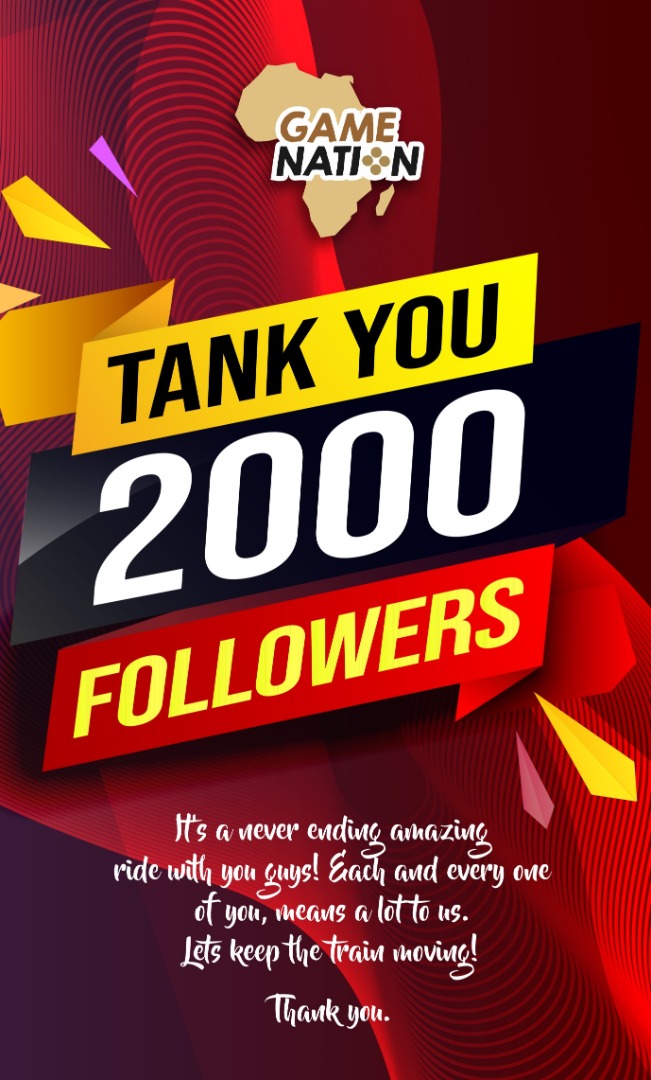 GAME
NATION
TANK YOU
2000
FOLLOWERS
It's a never ending amazing
ride with you guys! Each and every one
of you, means a lot to us.
Lets keep the train moving!
Thank you.